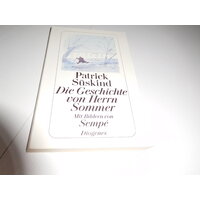 Patrick
Süskind
Die Geschichte
von Herrn
Sommer
Mit Bildern von
Sempé
Diogenes